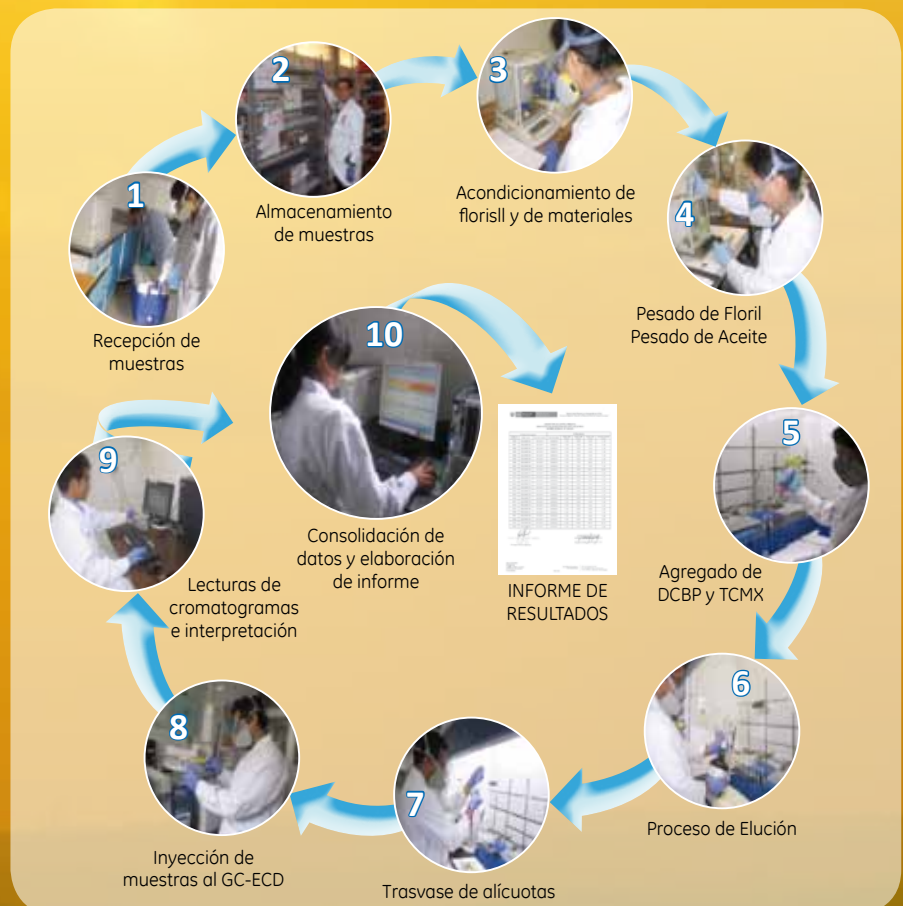 1
Recepción de
muestras
2
Almacenamiento
de muestras
3
Acondicionamiento de
florisll y de materiales
4
Pesado de Floril
Pesado de Aceite
5
Agregado de
DCBP y TCMX
6
Proceso de Elución
7
Trasvase de alícuotas
8
Inyección de
muestras al GC-ECD
9
Lecturas de
cromatogramas
e interpretación
10
Consolidación de
datos y elaboración
de informe
INFORME DE
RESULTADOS